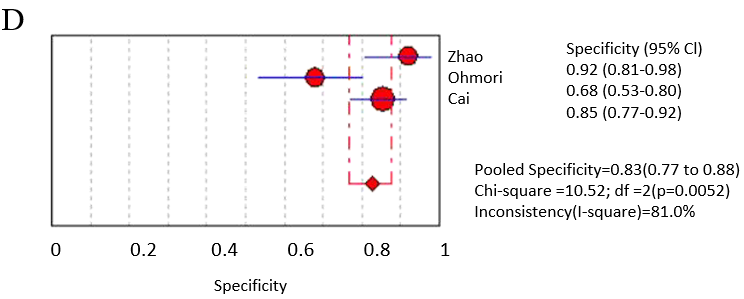 D
Specificity (95% Cl)
Zhao
0.92 (0.81-0.98)
Ohmori
0.68 (0.53-0.80)
Cai
0.85 (0.77-0.92)
Pooled Specificity=0.83(0.77 to 0.88)
Chi-square =10.52; df =2(p=0.0052)
Inconsistency(I-square)=81.0%
0 0.2 0.4 0.6 0.8 1
Specificity